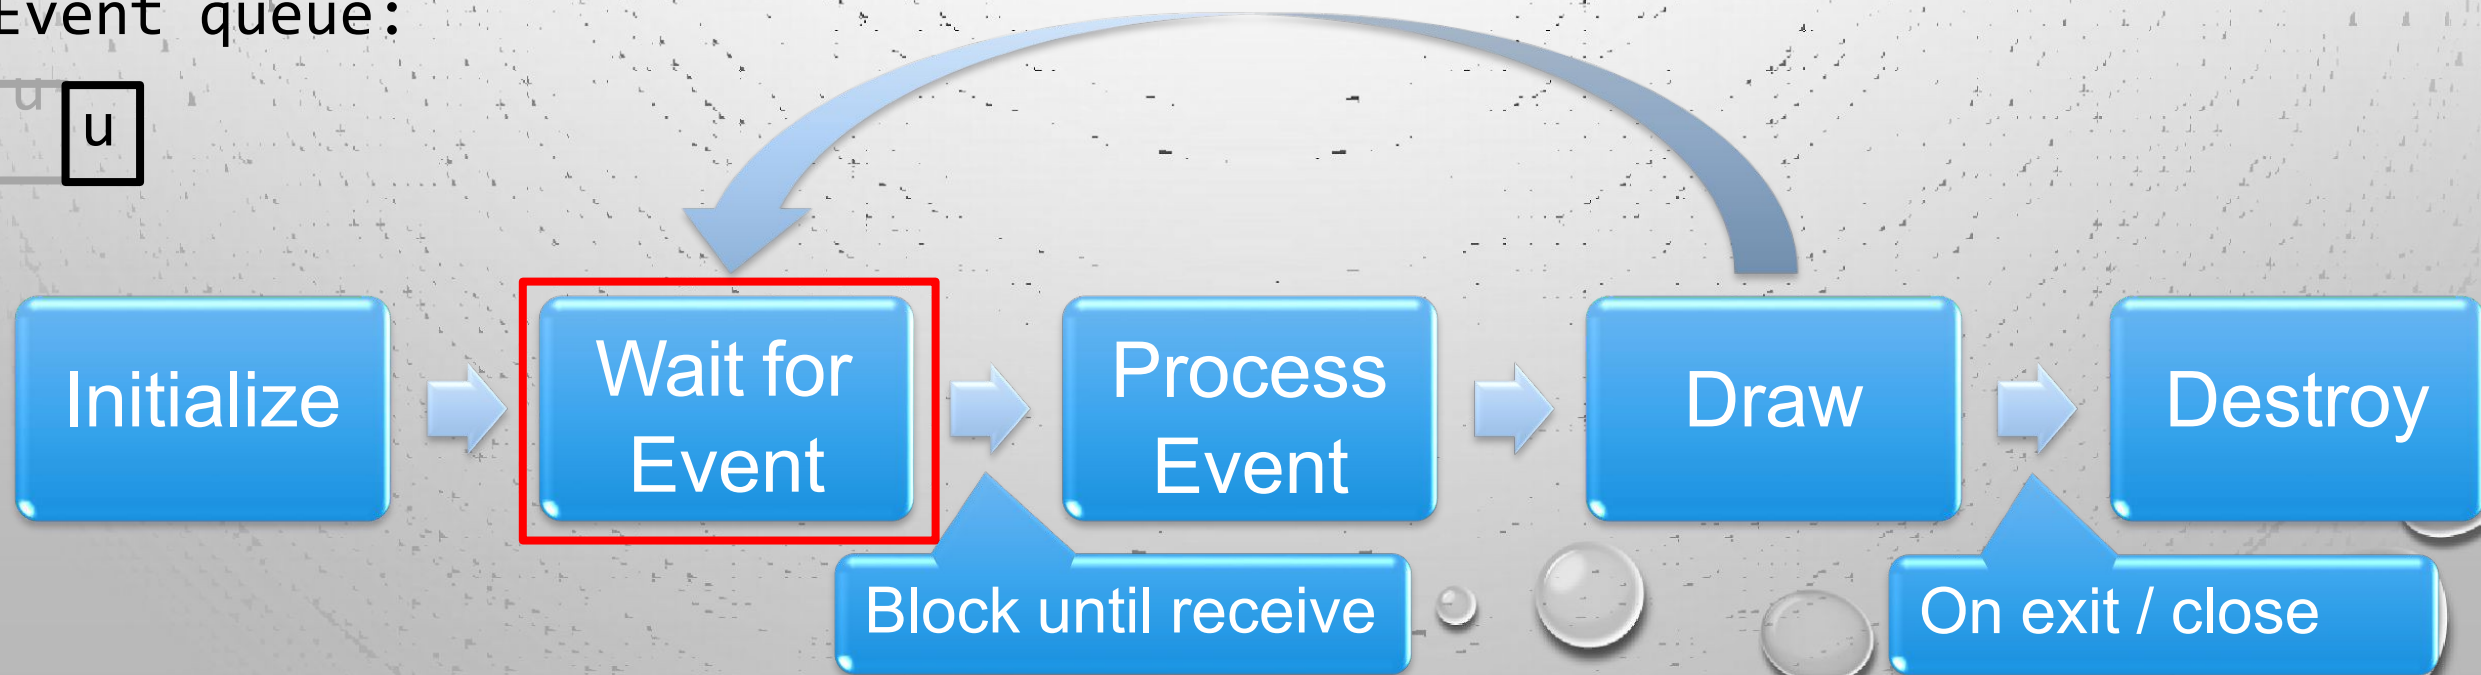 Event queue:
u
u
Initialize
Wait for
Event
Process
Event
Draw
Destroy
Block until receive
On exit / close